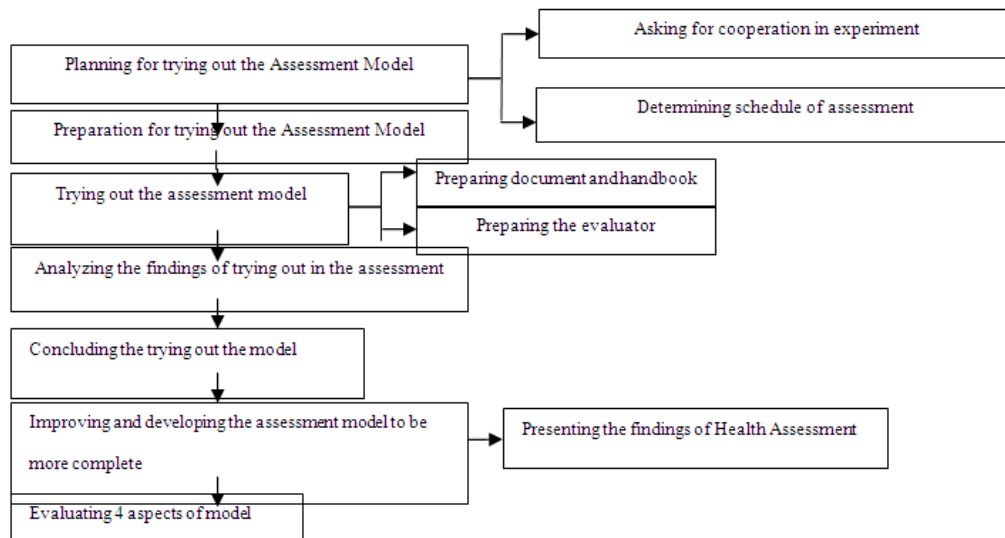 Asking for cooperation in experiment
Planning for trying out the Assessment Model
Determining schedule of assessment
Preparation for trying out the Assessment Model
Preparing document and handbook
Trying out the assessment model
Preparing the evaluator
Analyzing the findings of trying out in the assessment
Concluding the trying out the model
Improving and developing the assessment model to be
more complete
Presenting the findings of Health Assessment
Evaluating 4 aspects of model